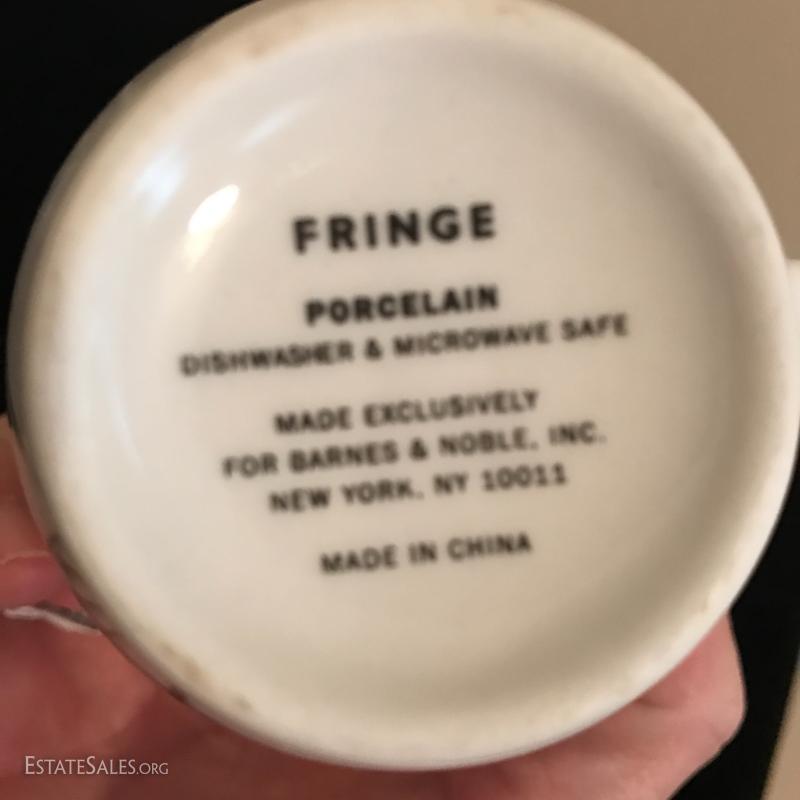 FRINGE
PORCELAIN
DISHWASHER & MICROWAVE SAFE
MADE EXCLUSIVELY
FOR BARNES & NOBLE, INC.
NEW YORK, NY 10011
MADE IN CHINA
ESTATESALES.ORG